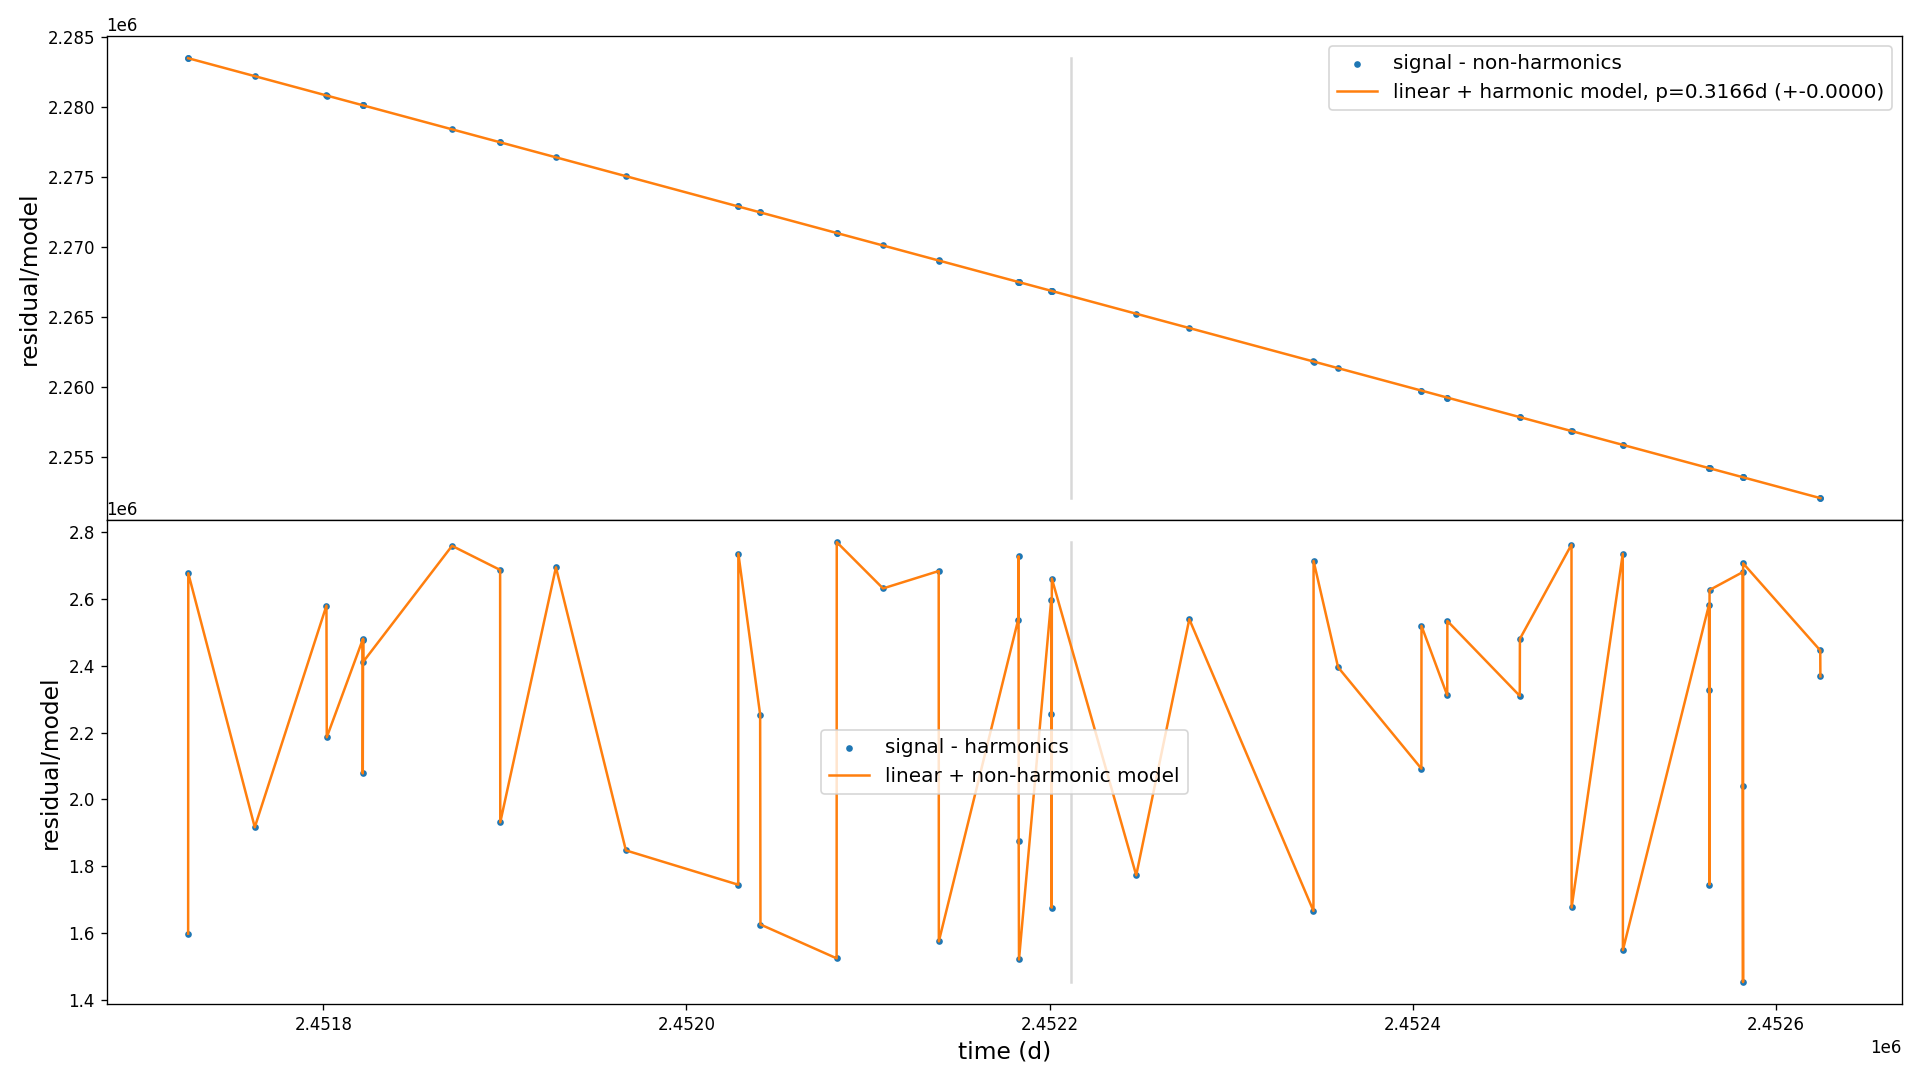 1e6
2.285
2.280
2.275
2.270
2.265
2.260
2.255
residual/model
signal - non-harmonics
linear + harmonic model, p=0.3166d (+-0.0000)
1e6
2.8
2.6
2.4
2.2
2.0
1.8
1.6
1.4
residual/model
signal - harmonics
linear + non-harmonic model
2.4518
2.4520
2.4522
2.4524
2.4526
1e6
time (d)